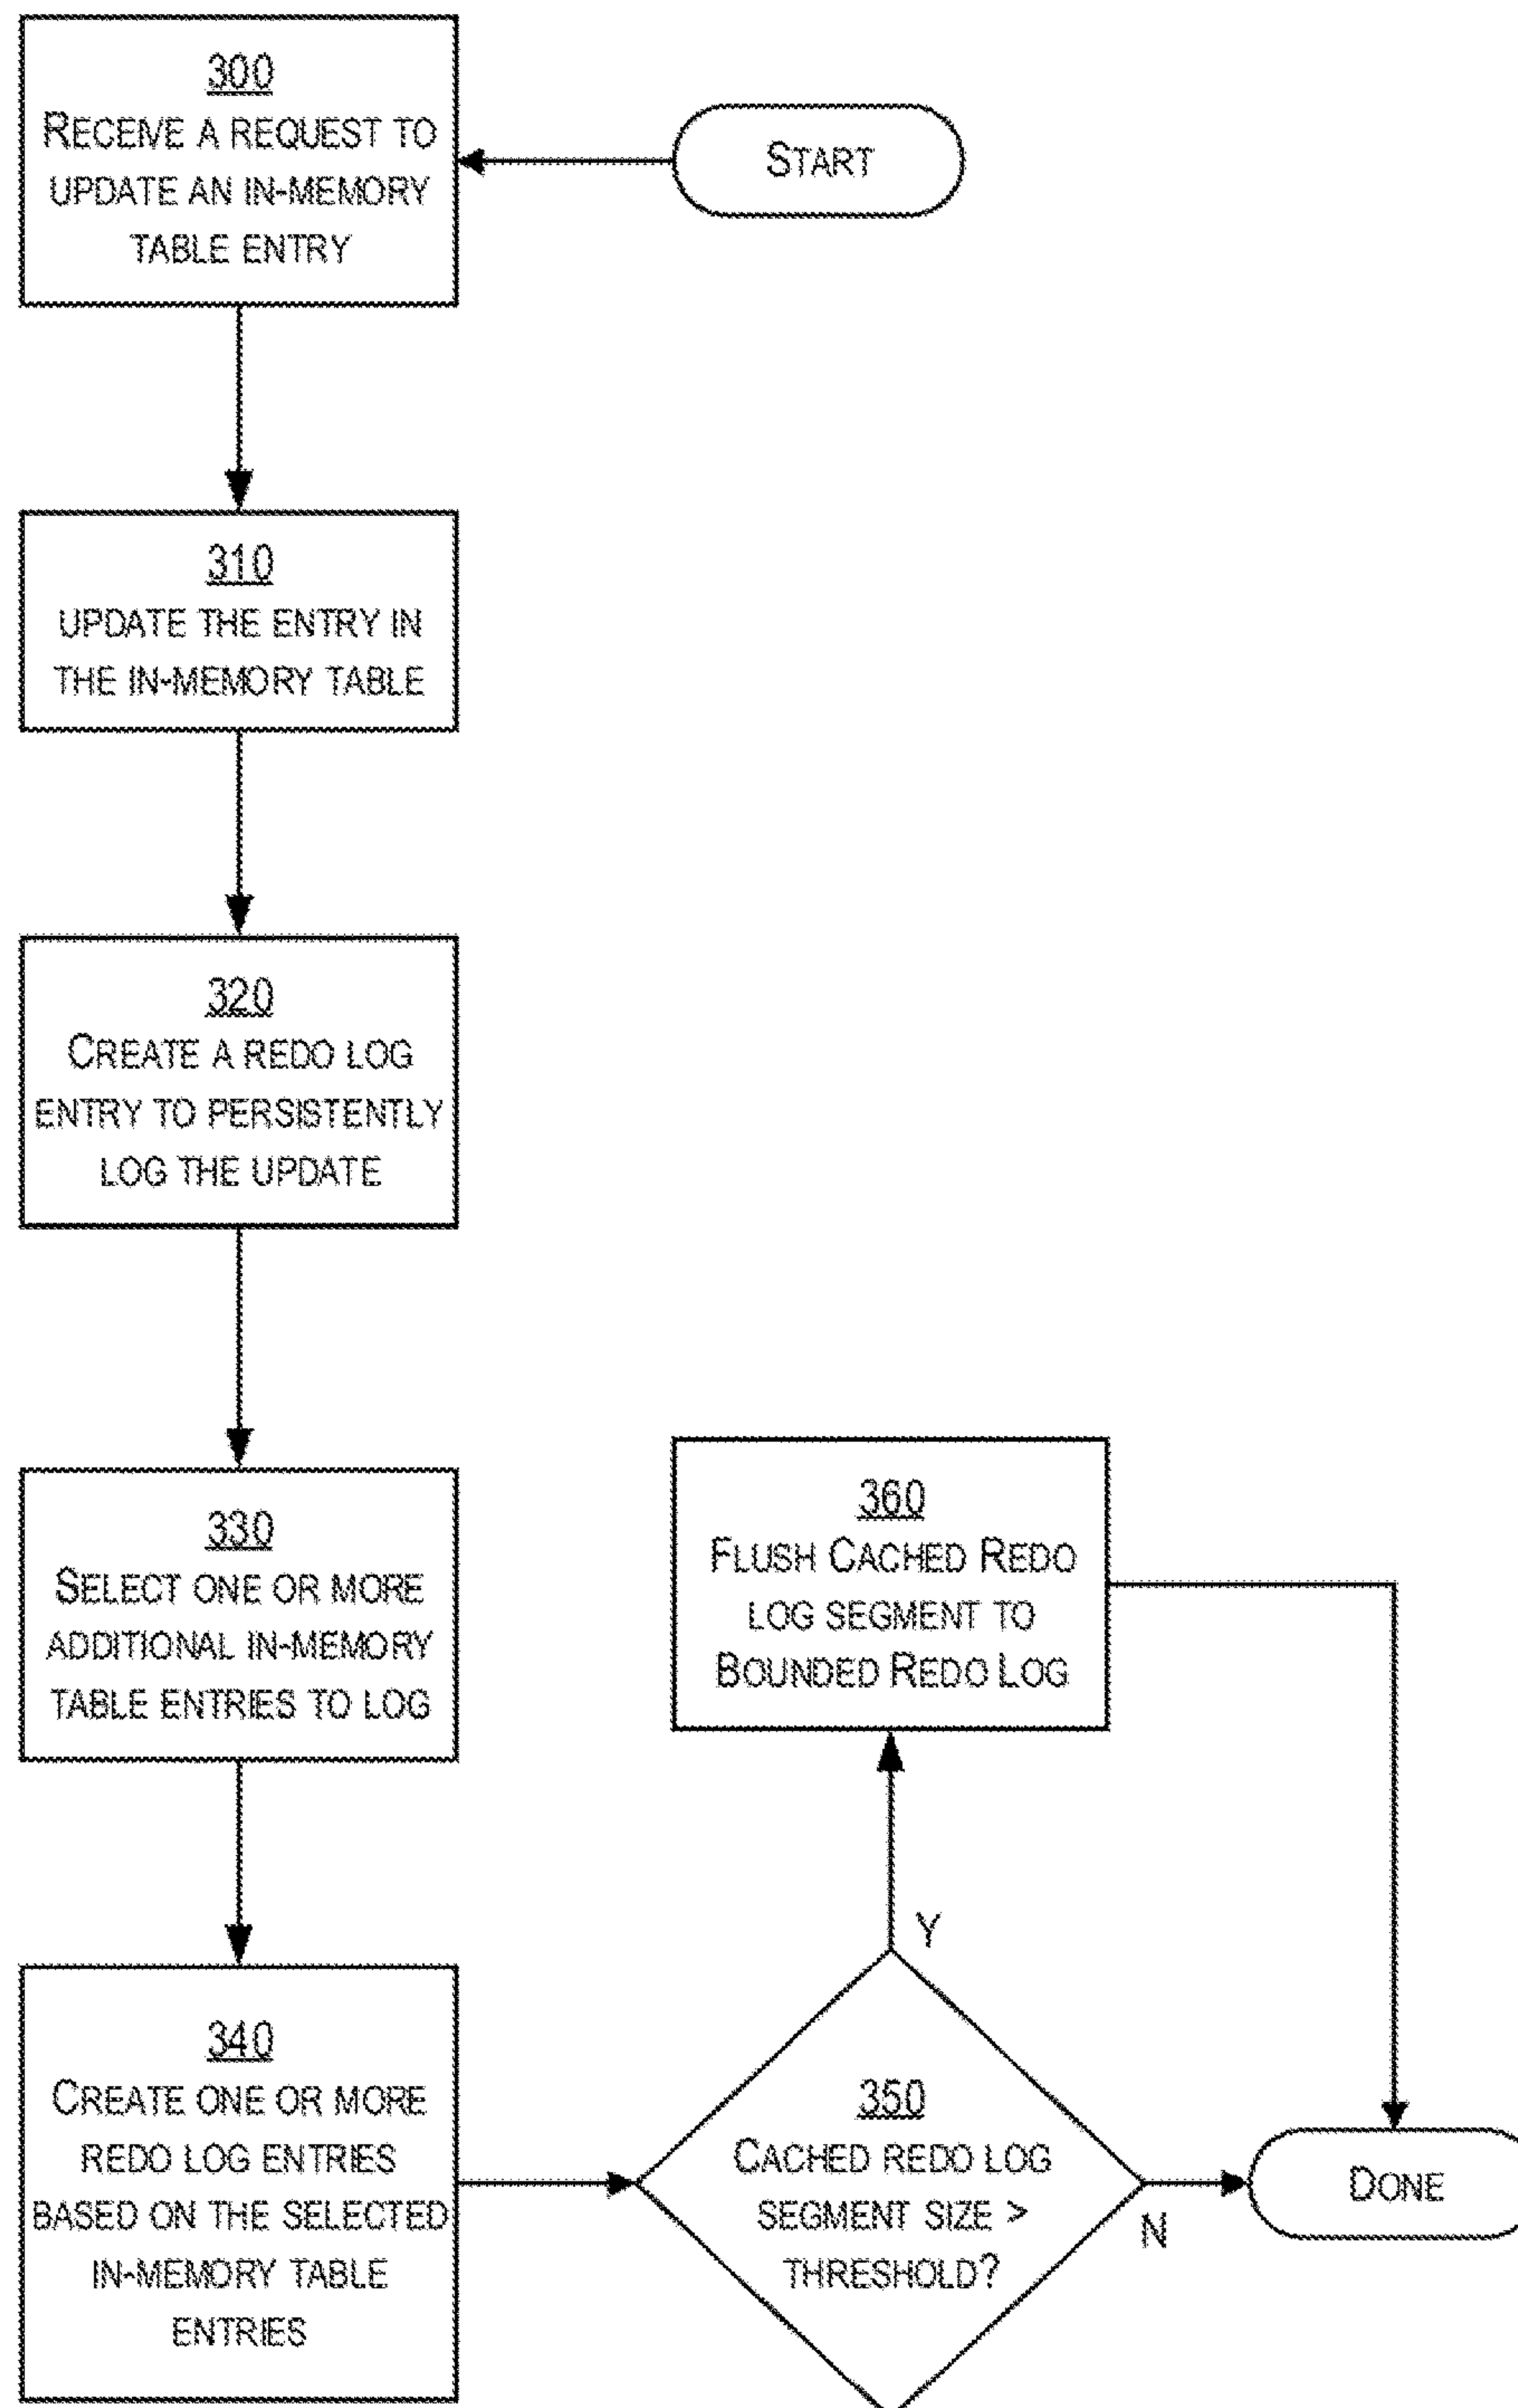 300
RECEIVE A REQUEST TO
UPDATE AN IN-MEMORY
TABLE ENTRY
START
310
UPDATE THE ENTRY IN
THE IN-MEMORY TABLE
320
CREATE A REDO LOG
ENTRY TO PERSISTENTLY
LOG THE UPDATE
330
SELECT ONE OR MORE
ADDITIONAL IN-MEMORY
TABLE ENTRIES TO LOG
340
CREATE ONE OR MORE
REDO LOG ENTRIES
BASED ON THE SELECTED
IN-MEMORY TABLE
ENTRIES
350
CACHED REDO LOG
SEGMENT SIZE >
THRESHOLD?
Y
N
360
FLUSH CACHED REDO
LOG SEGMENT TO
BOUNDED REDO LOG
DONE